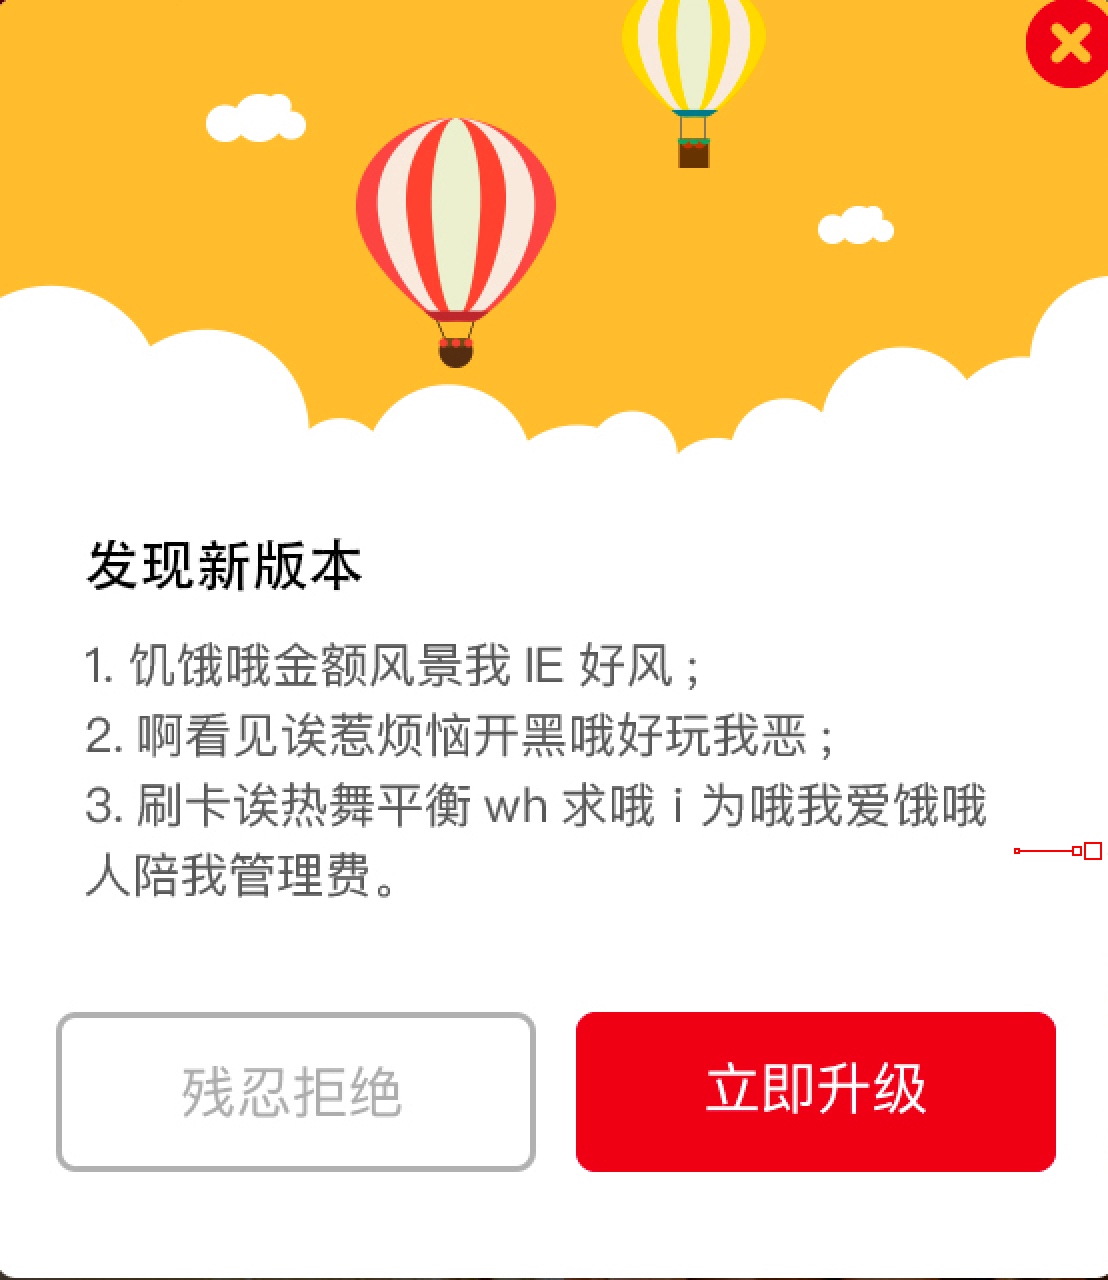 发现新版本
1. 饥饿哦金额风景我 IE 好风；
2. 啊看见诶惹烦恼开黑哦好玩我恶；
3. 刷卡诶热舞平衡 wh 求哦 i 为哦我爱饿哦
人陪我管理费。
残忍拒绝
立即升级